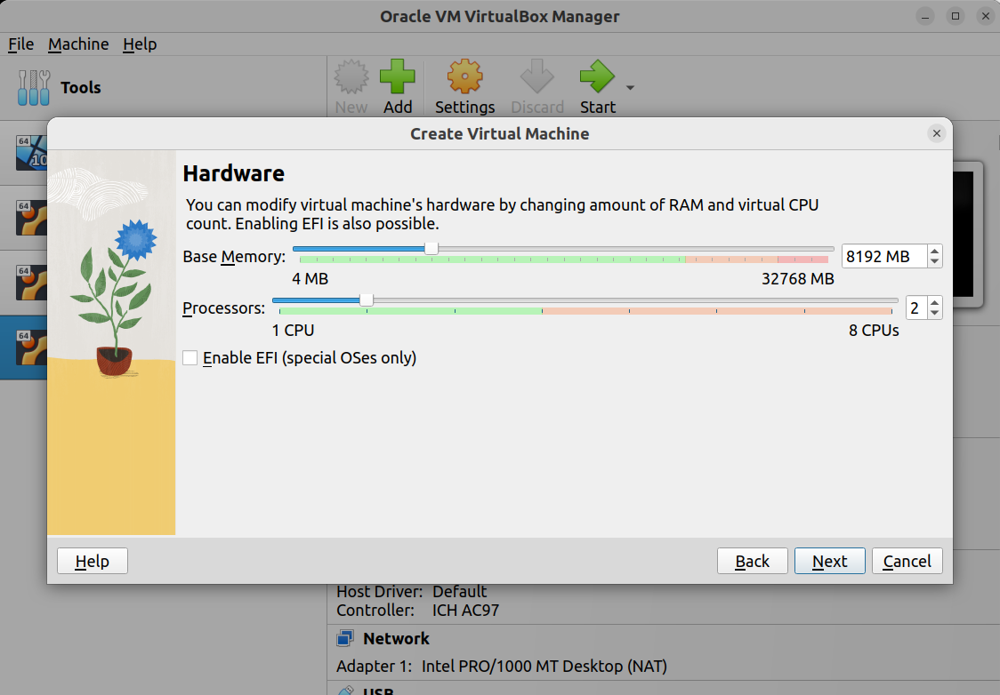 Oracle VM VirtualBox Manager
File Machine Help
Tools
New Add Settings Discard Start
64
10
64
64
64
Create Virtual Machine
Hardware
You can modify virtual machine's hardware by changing amount of RAM and virtual CPU
count. Enabling EFI is also possible.
Base Memory: 8192 MB
4 MB 32768 MB
Processors: 2
1 CPU 8 CPUs
Enable EFI (special OSes only)
Help Back Next Cancel
Host Driver: Default
Controller: ICH AC97
Network
Adapter 1: Intel PRO/1000 MT Desktop (NAT)
USB